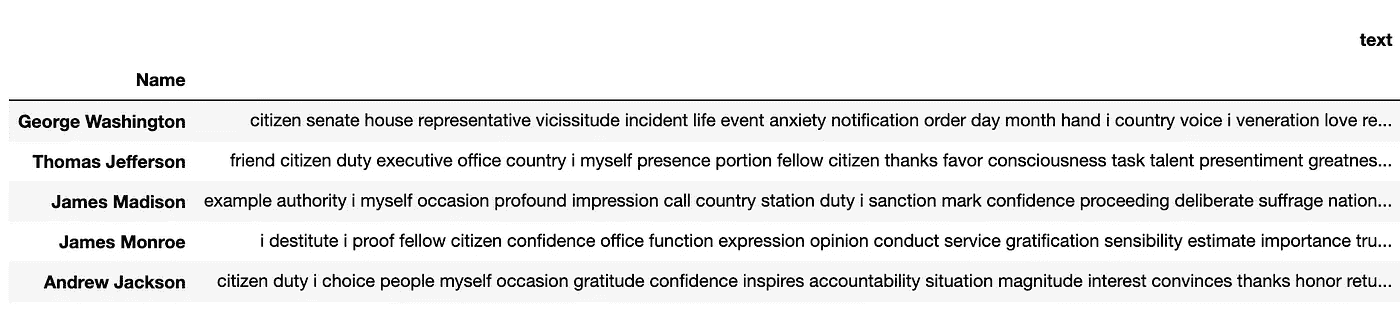 text
Name
George Washington citizen senate house representative vicissitude incident life event anxiety notification order day month hand i country voice i veneration love re...
Thomas Jefferson friend citizen duty executive office country i myself presence portion fellow citizen thanks favor consciousness task talent presentiment greatnes...
James Madison example authority i myself occasion profound impression call country station duty i sanction mark confidence proceeding deliberate suffrage nation...
James Monroe i destitute i proof fellow citizen confidence office function expression opinion conduct service gratification sensibility estimate importance tru...
Andrew Jackson citizen duty i choice people myself occasion gratitude confidence inspires accountability situation magnitude interest convinces thanks honor retu...